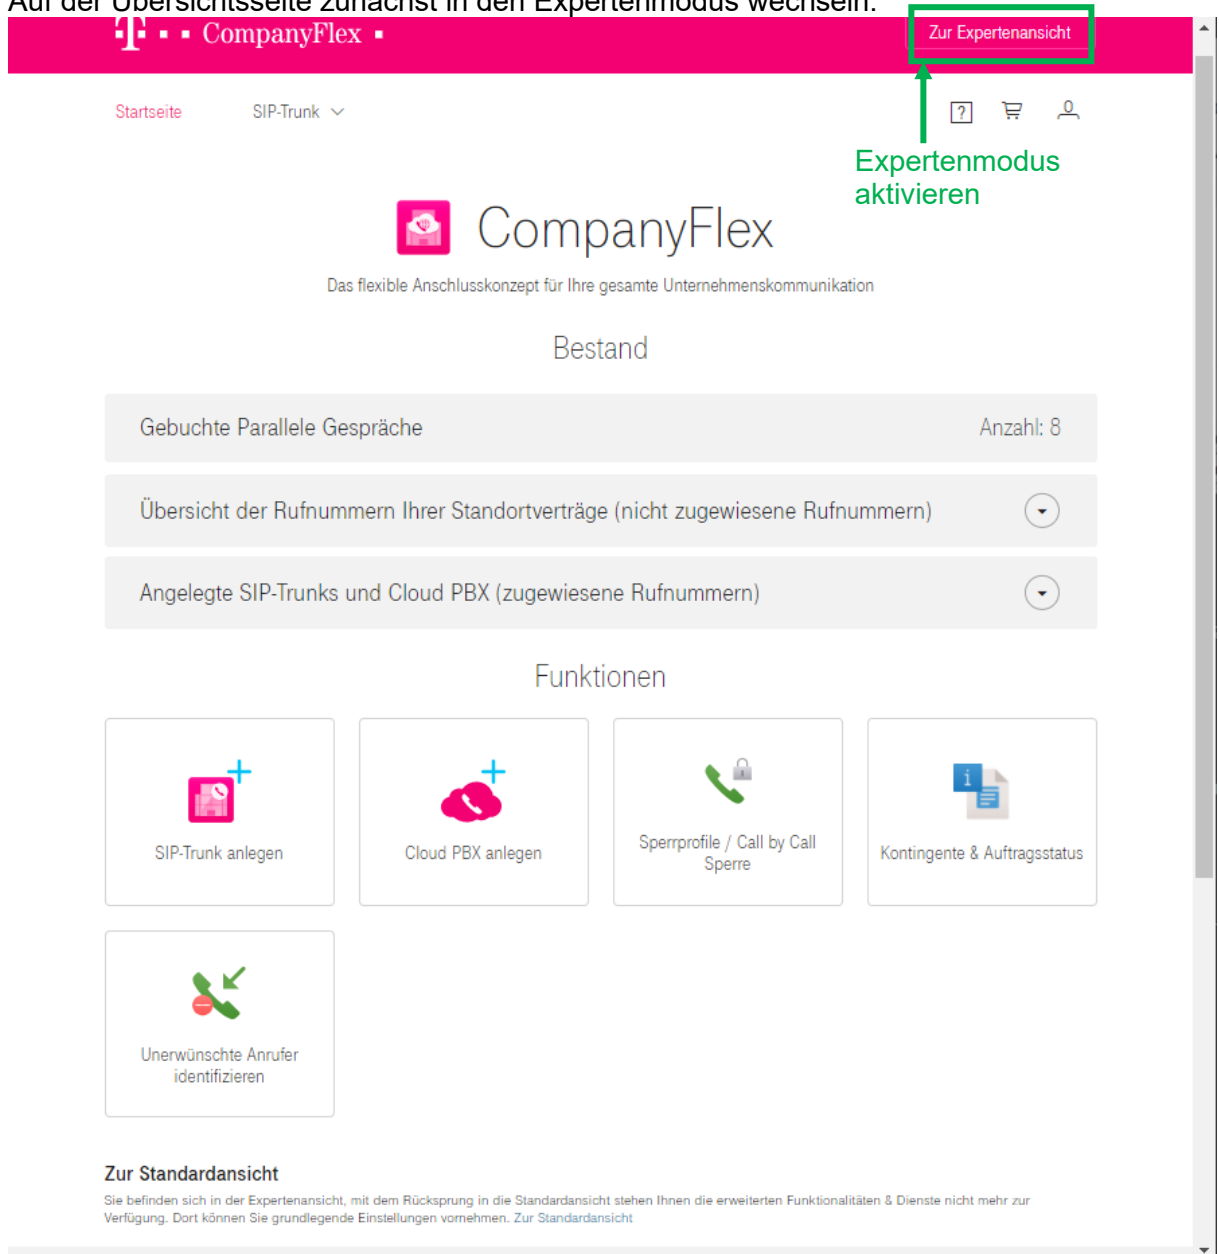 Auf der Übersichtsseite zunächst in den Expertenmodus wechseln.
T CompanyFlex
Zur Expertenansicht
Startseite SIP-Trunk
?
Expertenmodus
aktivieren
CompanyFlex
Das flexible Anschlusskonzept für Ihre gesamte Unternehmenskommunikation
Bestand
Gebuchte Parallele Gespräche Anzahl: 8
Übersicht der Rufnummern Ihrer Standortverträge (nicht zugewiesene Rufnummern)
Angelegte SIP-Trunks und Cloud PBX (zugewiesene Rufnummern)
Funktionen
SIP-Trunk anlegen
Cloud PBX anlegen
Sperrprofile / Call by Call
Sperre
i
Kontingente & Auftragsstatus
Unerwünschte Anrufer
identifizieren
Zur Standardansicht
Sie befinden sich in der Expertenansicht, mit dem Rücksprung in die Standardansicht stehen Ihnen die erweiterten Funktionalitäten & Dienste nicht mehr zur
Verfügung. Dort können Sie grundlegende Einstellungen vornehmen. Zur Standardansicht